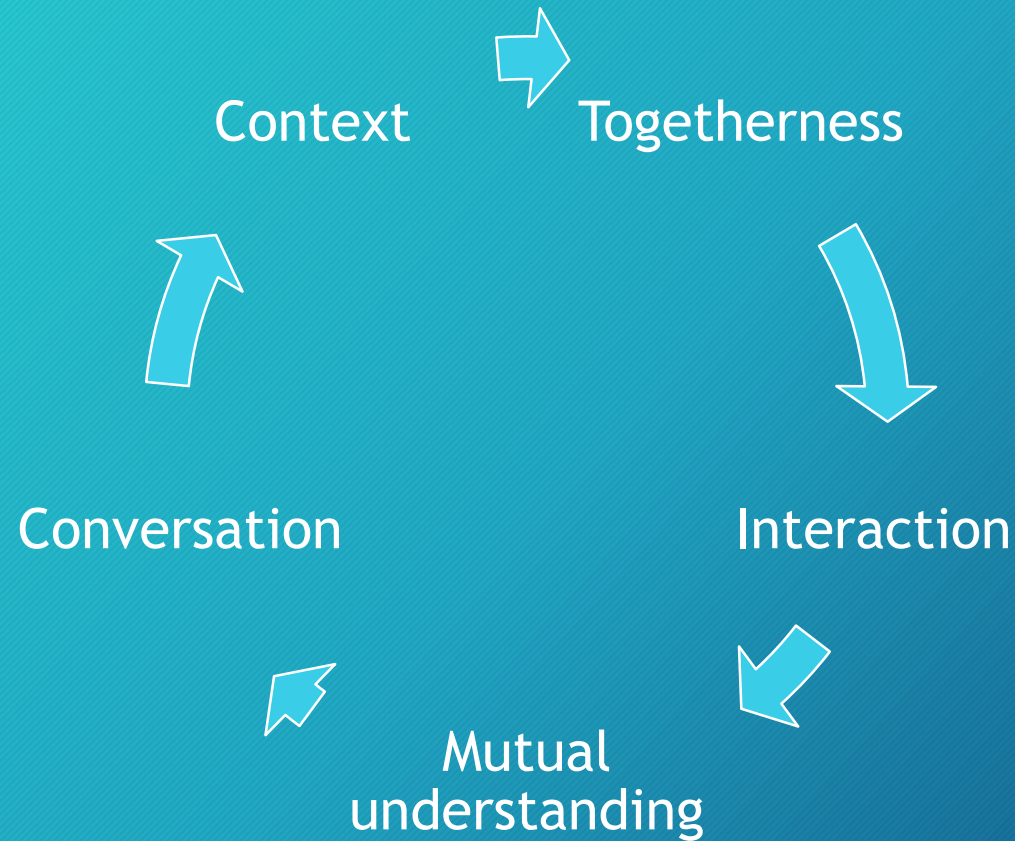 Context
Togetherness
Conversation
Interaction
Mutual
understanding